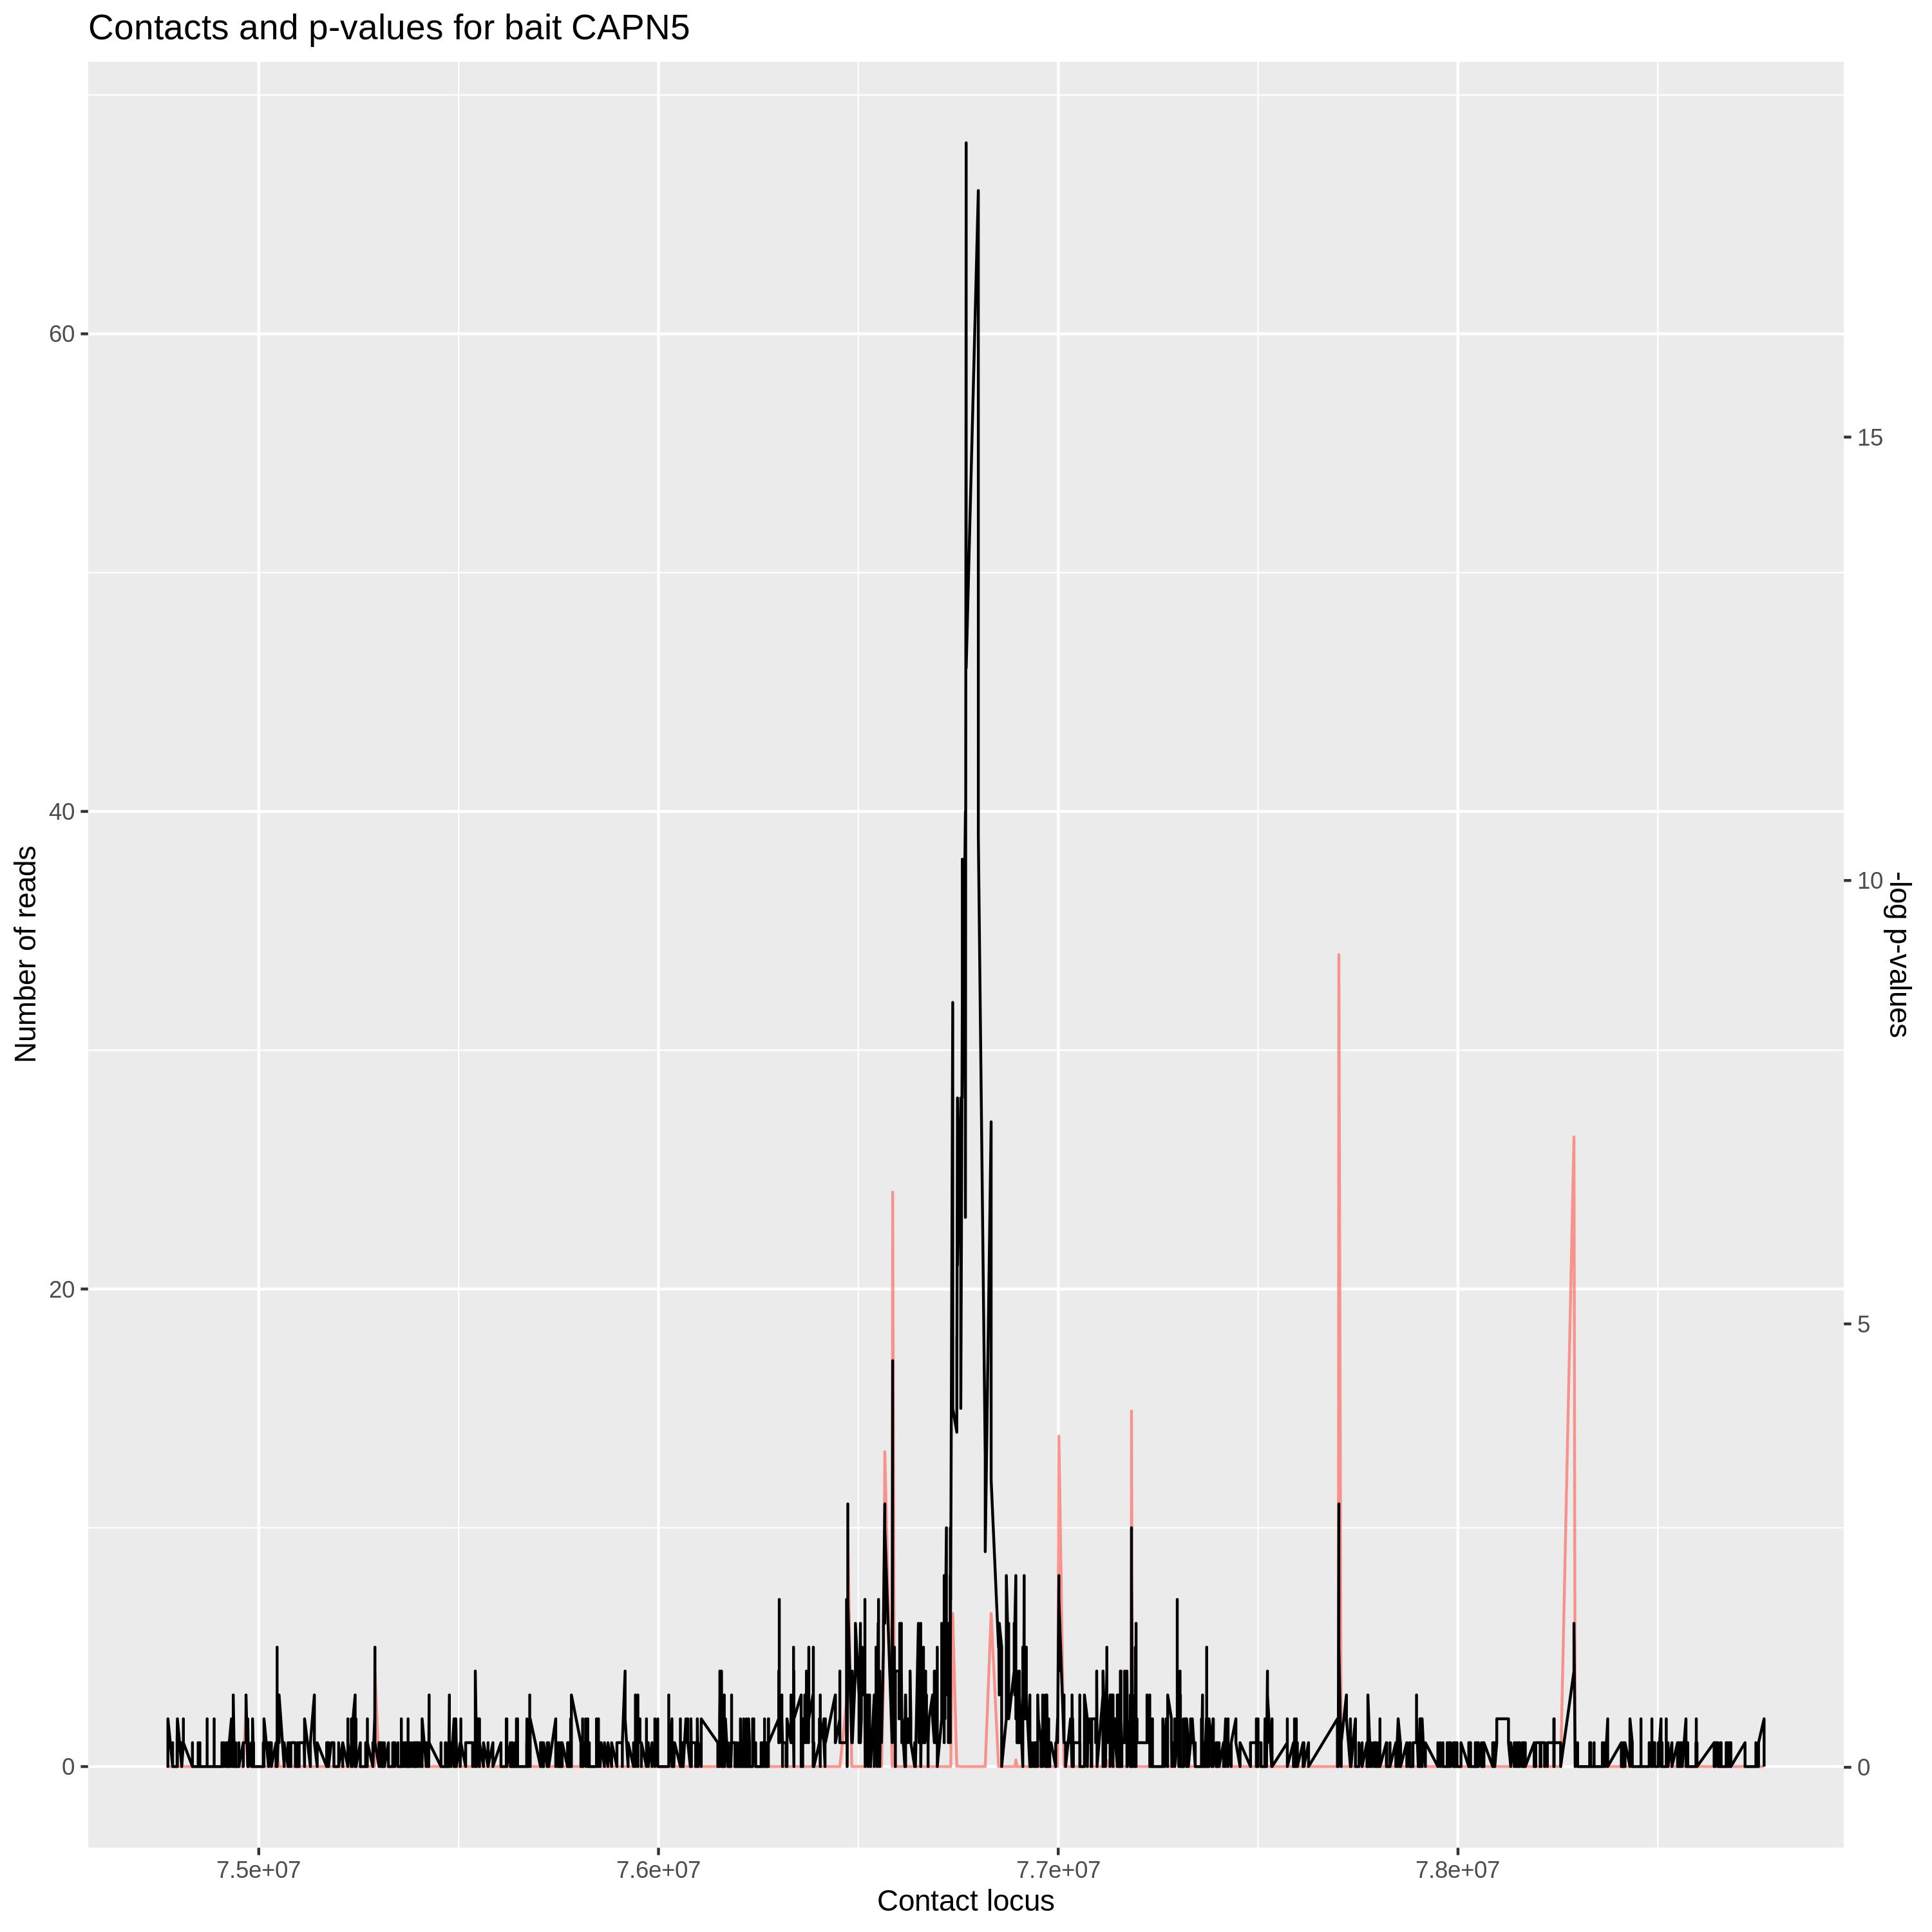 Contacts and p-values for bait CAPN5
Number of reads
60
40
20
0
15
10
5
0
-log p-values
7.5e+07 7.6e+07 7.7e+07 7.8e+07
Contact locus